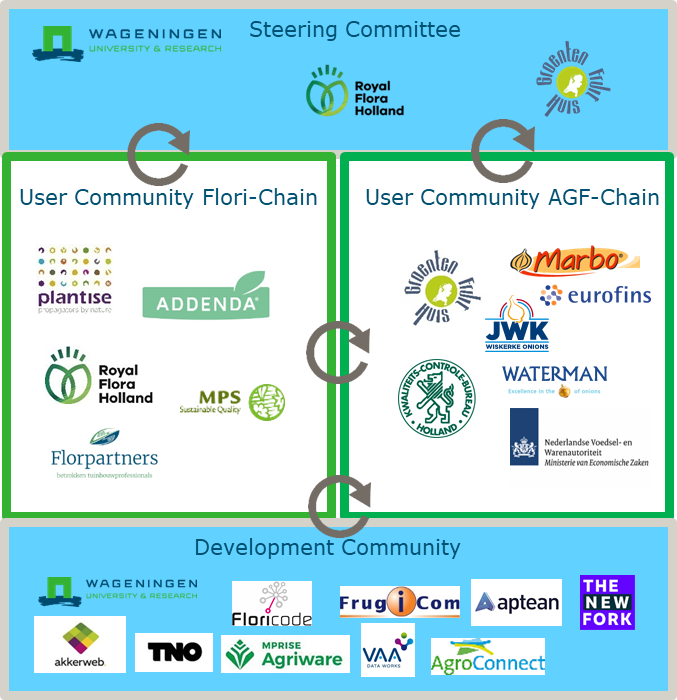 WAGENINGEN
UNIVERSITY & RESEARCH
Steering Committee
Royal
Flora
Holland
Groenten Fruit Huis
User Community Flori-Chain
plantise
propagators by nature
ADDENDA®
Royal
Flora
Holland
MPS
Sustainable Quality
Florpartners
betrokken tuinbouwprofessionals
User Community AGF-Chain
Groenten Fruit Huis
Marbo®
eurofins
JWK
WISKERKE ONIONS
KWALITEITS-CONTROLE-BUREAU
HOLLAND
WATERMAN
Excellence in the of onions
Nederlandse Voedsel- en
Warenautoriteit
Ministerie van Economische Zaken
Development Community
WAGENINGEN
UNIVERSITY & RESEARCH
Floricode
FrugiCom
aptean
THE
NEW
FORK
akkerweb
TNO
MPRISE
Agriware
VAA
DATA WORKS
AgroConnect